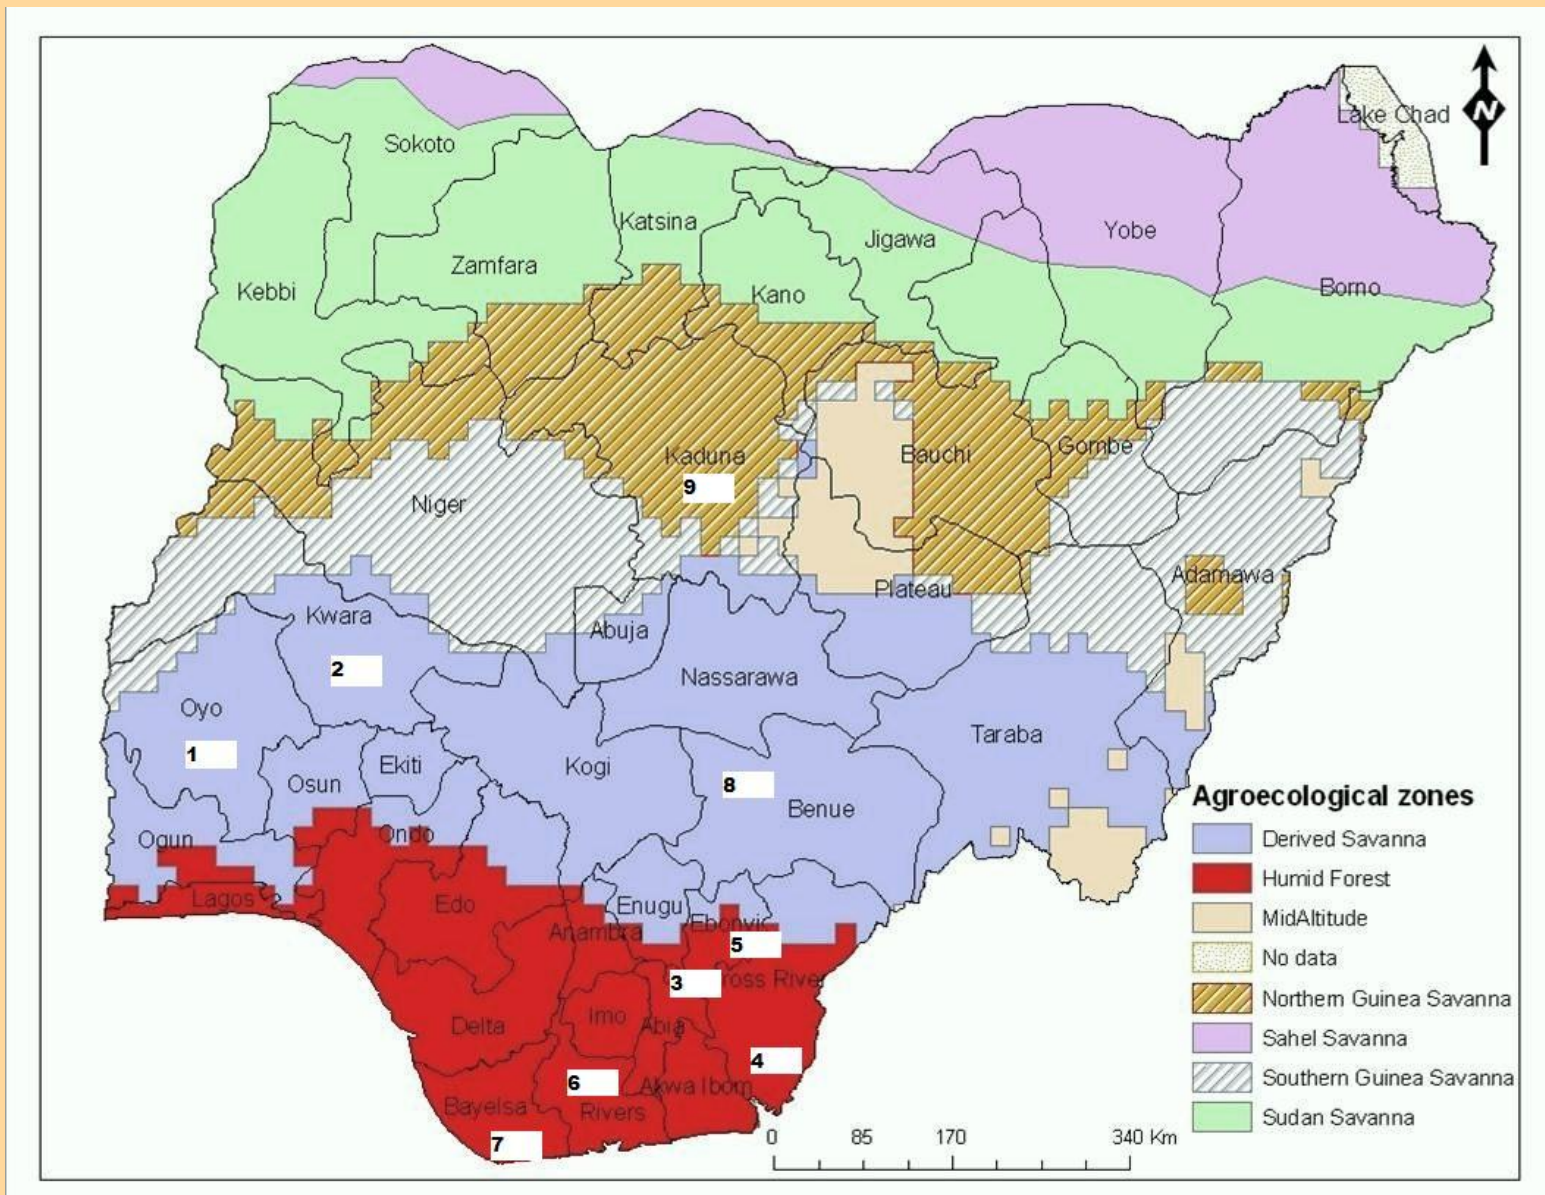 N
Lake Chad
Sokoto
Katsina
Yobe
Jigawa
Zamfara
Kebbi
Kano
Borno
Kaduna
Bauchi
Gombe
9
Niger
Adamawa
Plateau
Kwara
Abuja
2
Nassarawa
Oyo
Taraba
1
Ekiti
Kogi
Osun
8
Benue
Ogun
Ondo
Lagos
Edo
Enugu
Anambra
5
3
ross River
Imo
Abia
Delta
4
6
Akwa Ibom
Bayelsa
Rivers
7
Agroecological zones
Derived Savanna
Humid Forest
MidAltitude
No data
Northern Guinea Savanna
Sahel Savanna
Southern Guinea Savanna
Sudan Savanna
0 85 170 340 Km